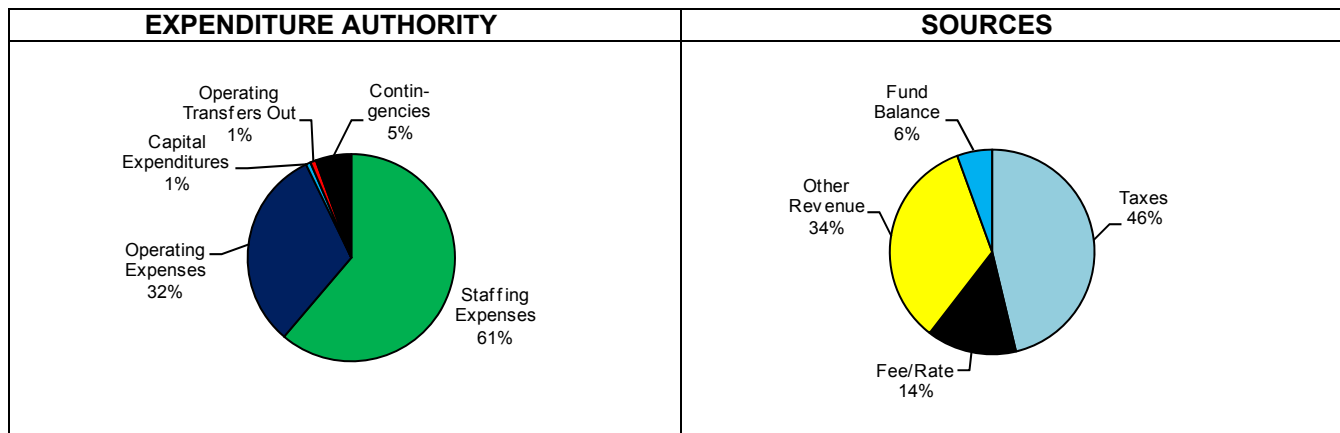 EXPENDITURE AUTHORITY
Operating
Transfers Out
1%
Contin-
gencies
5%
Capital
Expenditures
1%
Operating
Expenses
32%
Staffing
Expenses
61%
SOURCES
Fund
Balance
6%
Other
Revenue
34%
Taxes
46%
Fee/Rate
14%